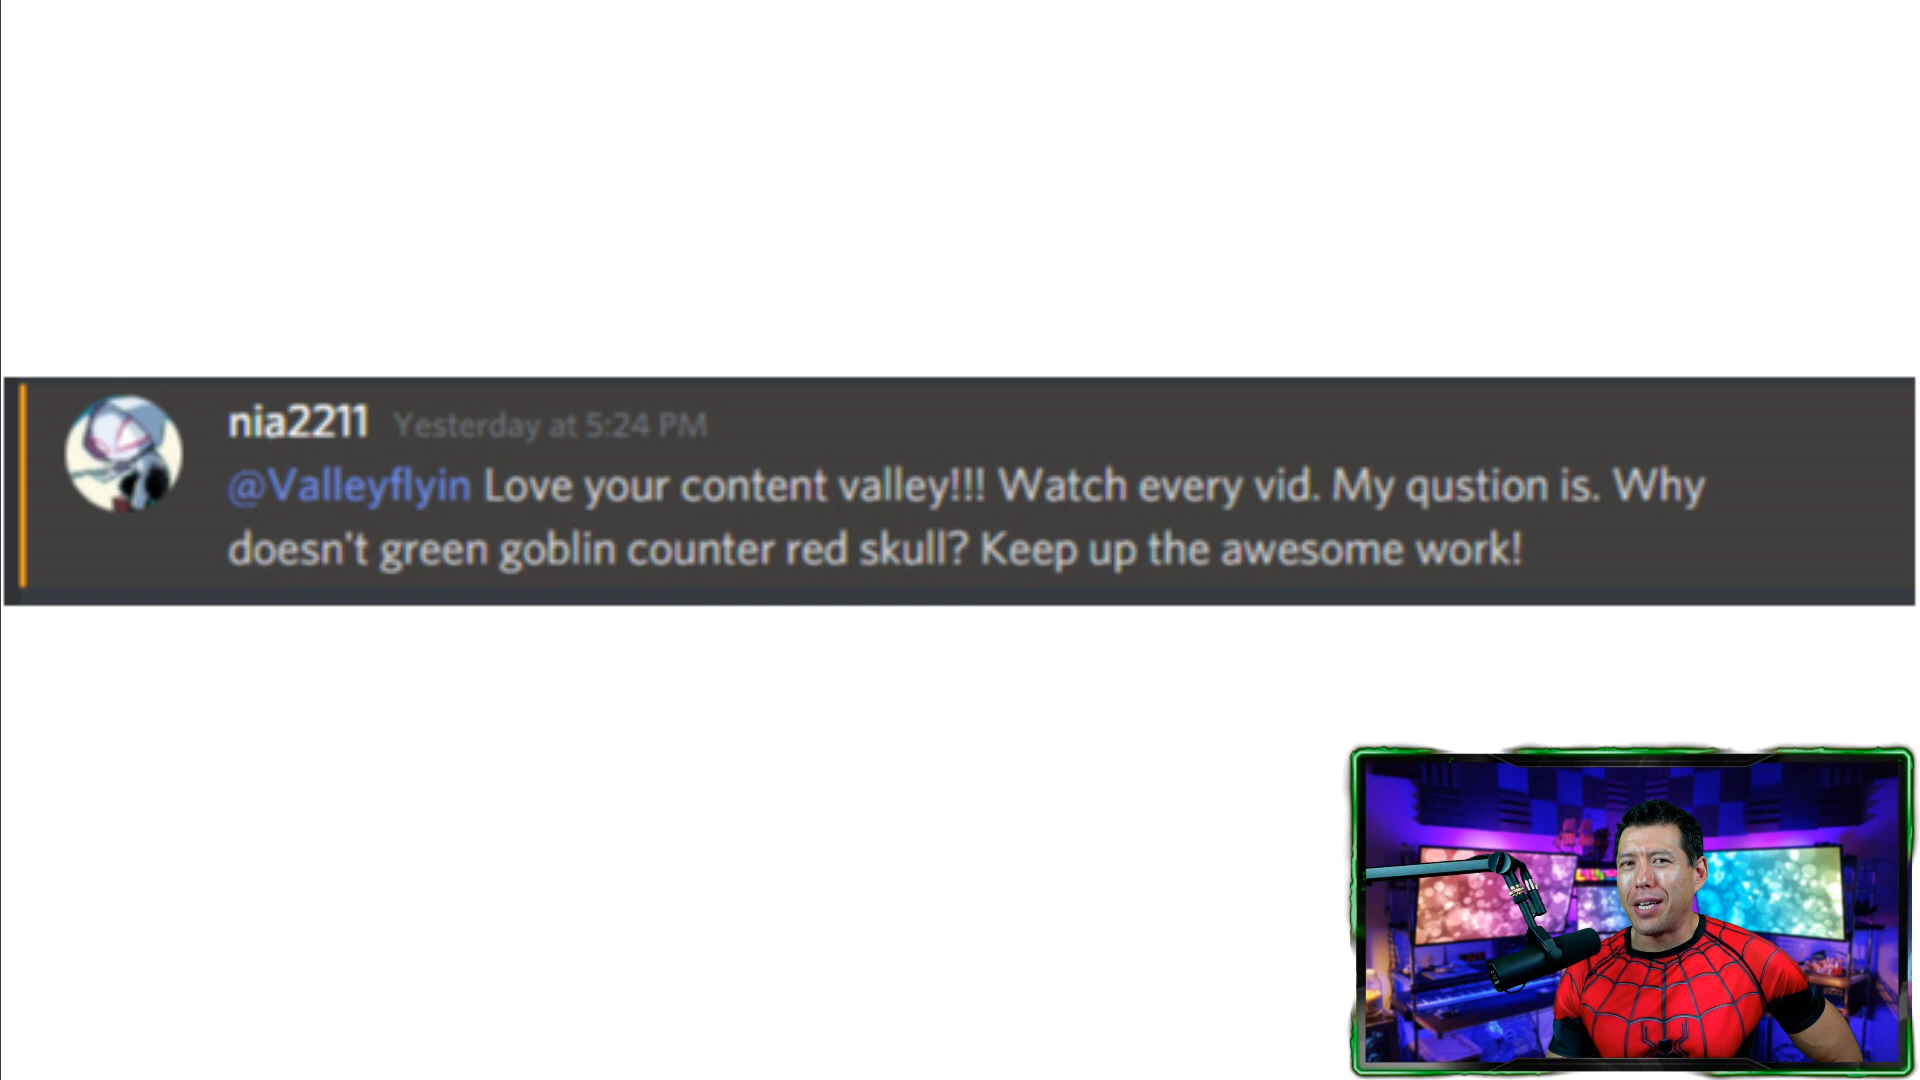 nia2211 Yesterday at 5:24 PM
@Valleyflyin Love your content valley!!! Watch every vid. My qustion is. Why
doesn't green goblin counter red skull? Keep up the awesome work!